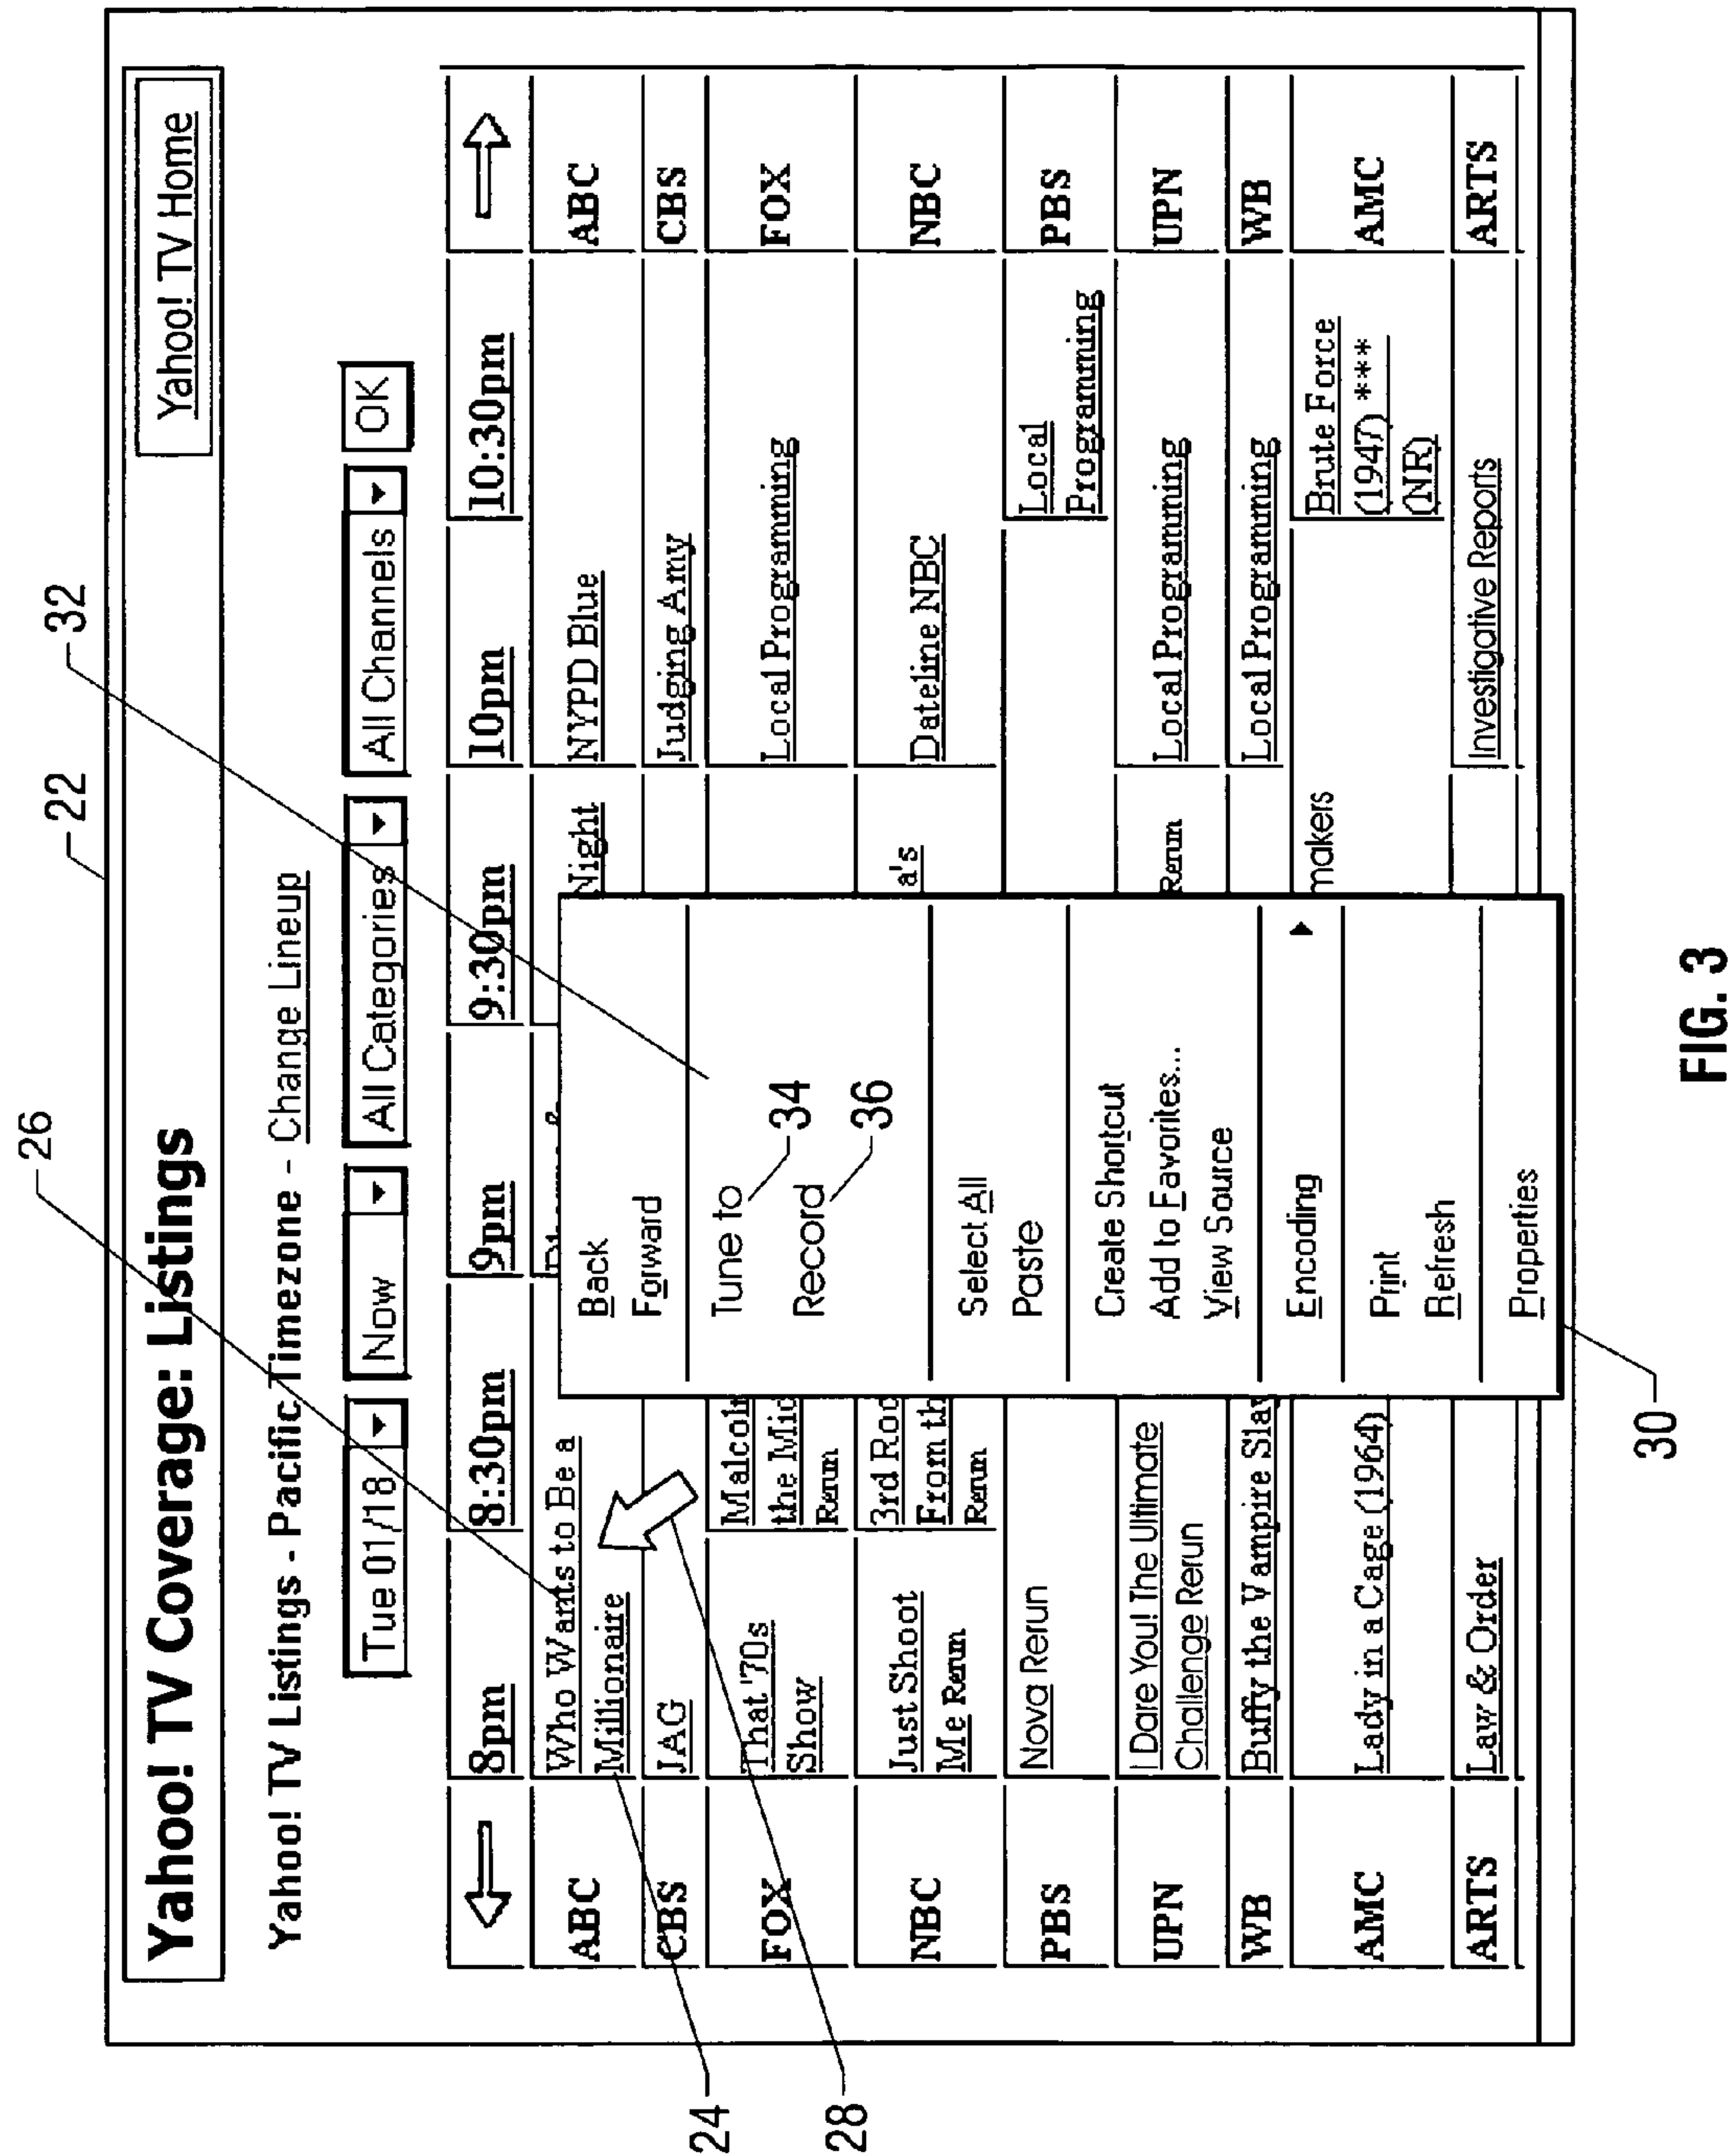 26
22
32
Yahoo! TV Coverage: Listings
Yahoo! TV Home
Yahoo! TV Listings - Pacific Timezone - Change Lineup
Tue 01/18
Now
All Categories
All Channels
OK
8pm
8:30pm
9pm
9:30pm
10pm
10:30pm
ABC
Who Wants to Be a
Millionaire
Night
NYPD Blue
ABC
CBS
JAG
Judging Amy
CBS
FOX
That '70s
Show
the Mid
Rerun
Local Programming
FOX
NBC
Just Shoot
Me Rerun
3rd Roc
From th
Rerun
a's
Dateline NBC
NBC
PBS
Nova Rerun
Local
Programming
PBS
UPN
I Dare You! The Ultimate
Challenge Rerun
Rerun
Local Programming
UPN
WB
Buffy the Vampire Slay
Local Programming
WB
AMC
Lady in a Cage (1964)
makers
Brute Force
(1947) ***
(NR)
AMC
ARTS
Law & Order
Investigative Reports
ARTS
Back
Forward
Tune to
34
Record
36
Select All
Paste
Create Shortcut
Add to Favorites...
View Source
Encoding
Print
Refresh
Properties
24
28
30
FIG. 3